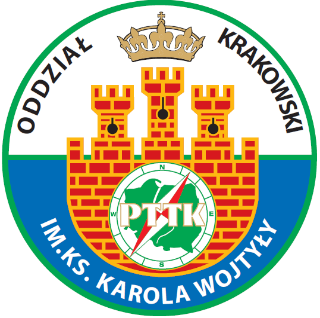 ODDZIAŁ KRAKOWSKI
N
W E
PTTK
S
IM.KS. KAROLA WOJTYŁY